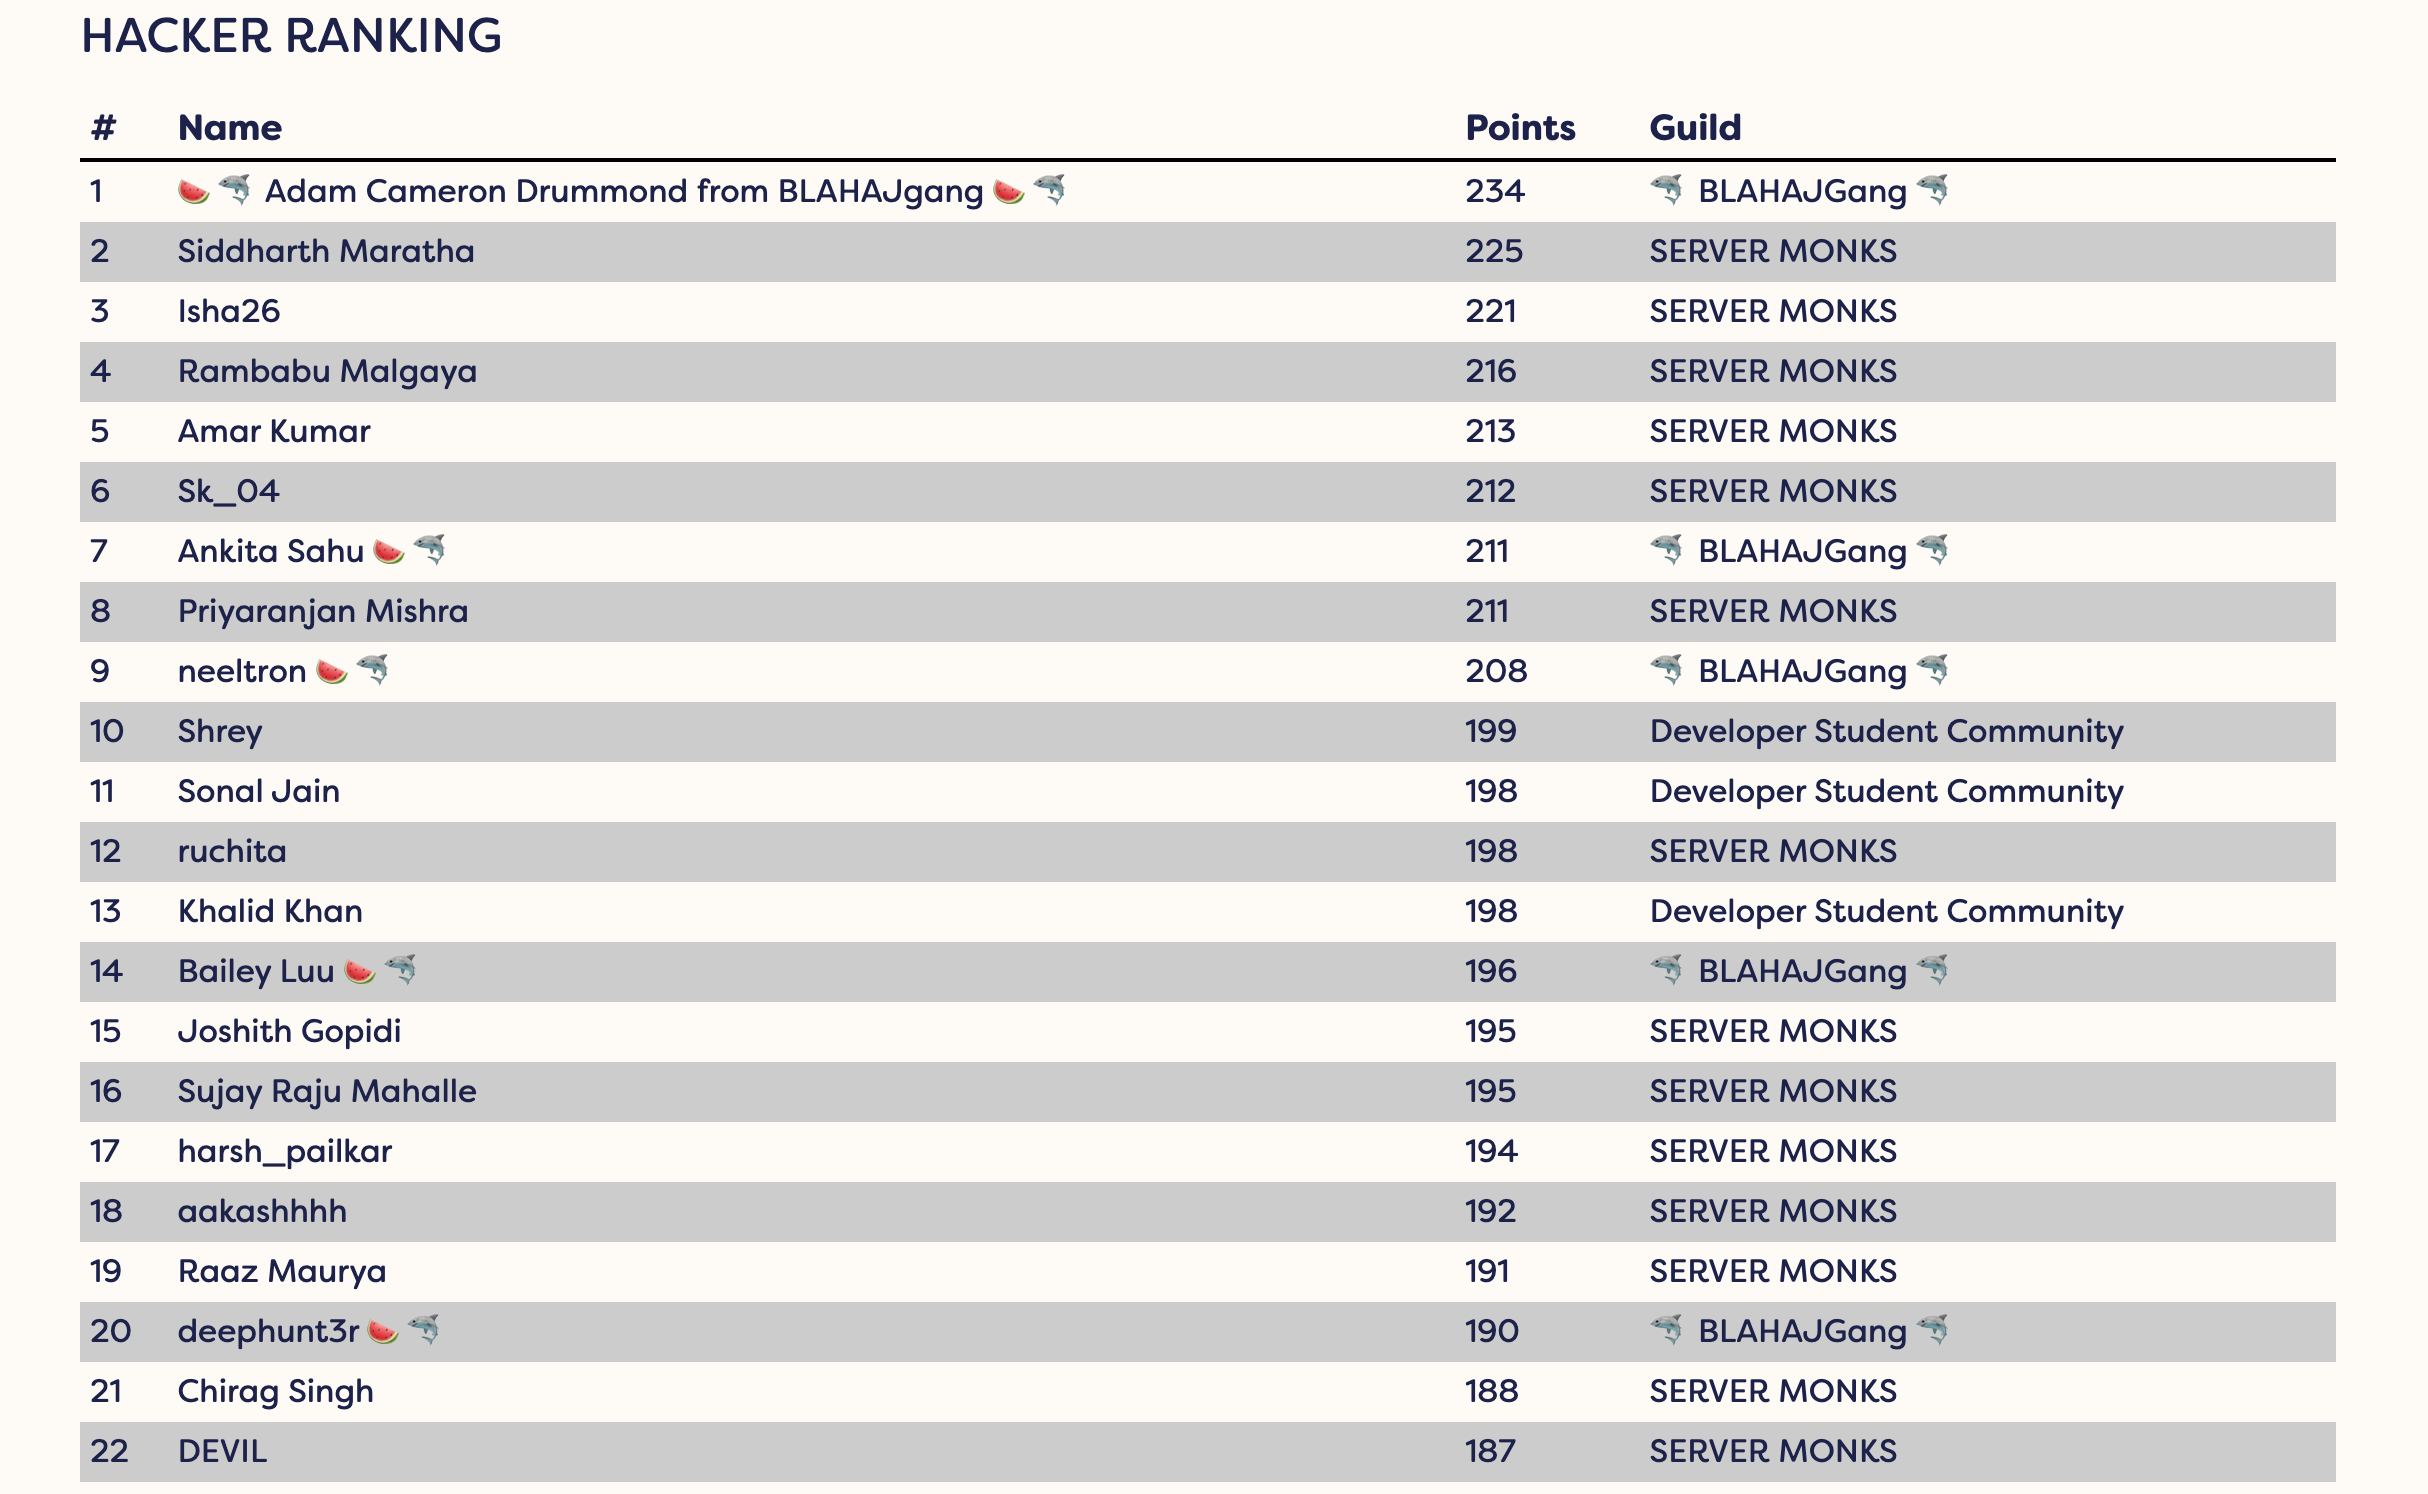 HACKER RANKING
# Name Points Guild
1 🍉🦈 Adam Cameron Drummond from BLAHAJgang 🍉🦈 234 🦈 BLAHAJGang 🦈
2 Siddharth Maratha 225 SERVER MONKS
3 Isha26 221 SERVER MONKS
4 Rambabu Malgaya 216 SERVER MONKS
5 Amar Kumar 213 SERVER MONKS
6 Sk_04 212 SERVER MONKS
7 Ankita Sahu 🍉🦈 211 🦈 BLAHAJGang 🦈
8 Priyaranjan Mishra 211 SERVER MONKS
9 neeltron 🍉🦈 208 🦈 BLAHAJGang 🦈
10 Shrey 199 Developer Student Community
11 Sonal Jain 198 Developer Student Community
12 ruchita 198 SERVER MONKS
13 Khalid Khan 198 Developer Student Community
14 Bailey Luu 🍉🦈 196 🦈 BLAHAJGang 🦈
15 Joshith Gopidi 195 SERVER MONKS
16 Sujay Raju Mahalle 195 SERVER MONKS
17 harsh_pailkar 194 SERVER MONKS
18 aakashhhh 192 SERVER MONKS
19 Raaz Maurya 191 SERVER MONKS
20 deephunt3r 🍉🦈 190 🦈 BLAHAJGang 🦈
21 Chirag Singh 188 SERVER MONKS
22 DEVIL 187 SERVER MONKS